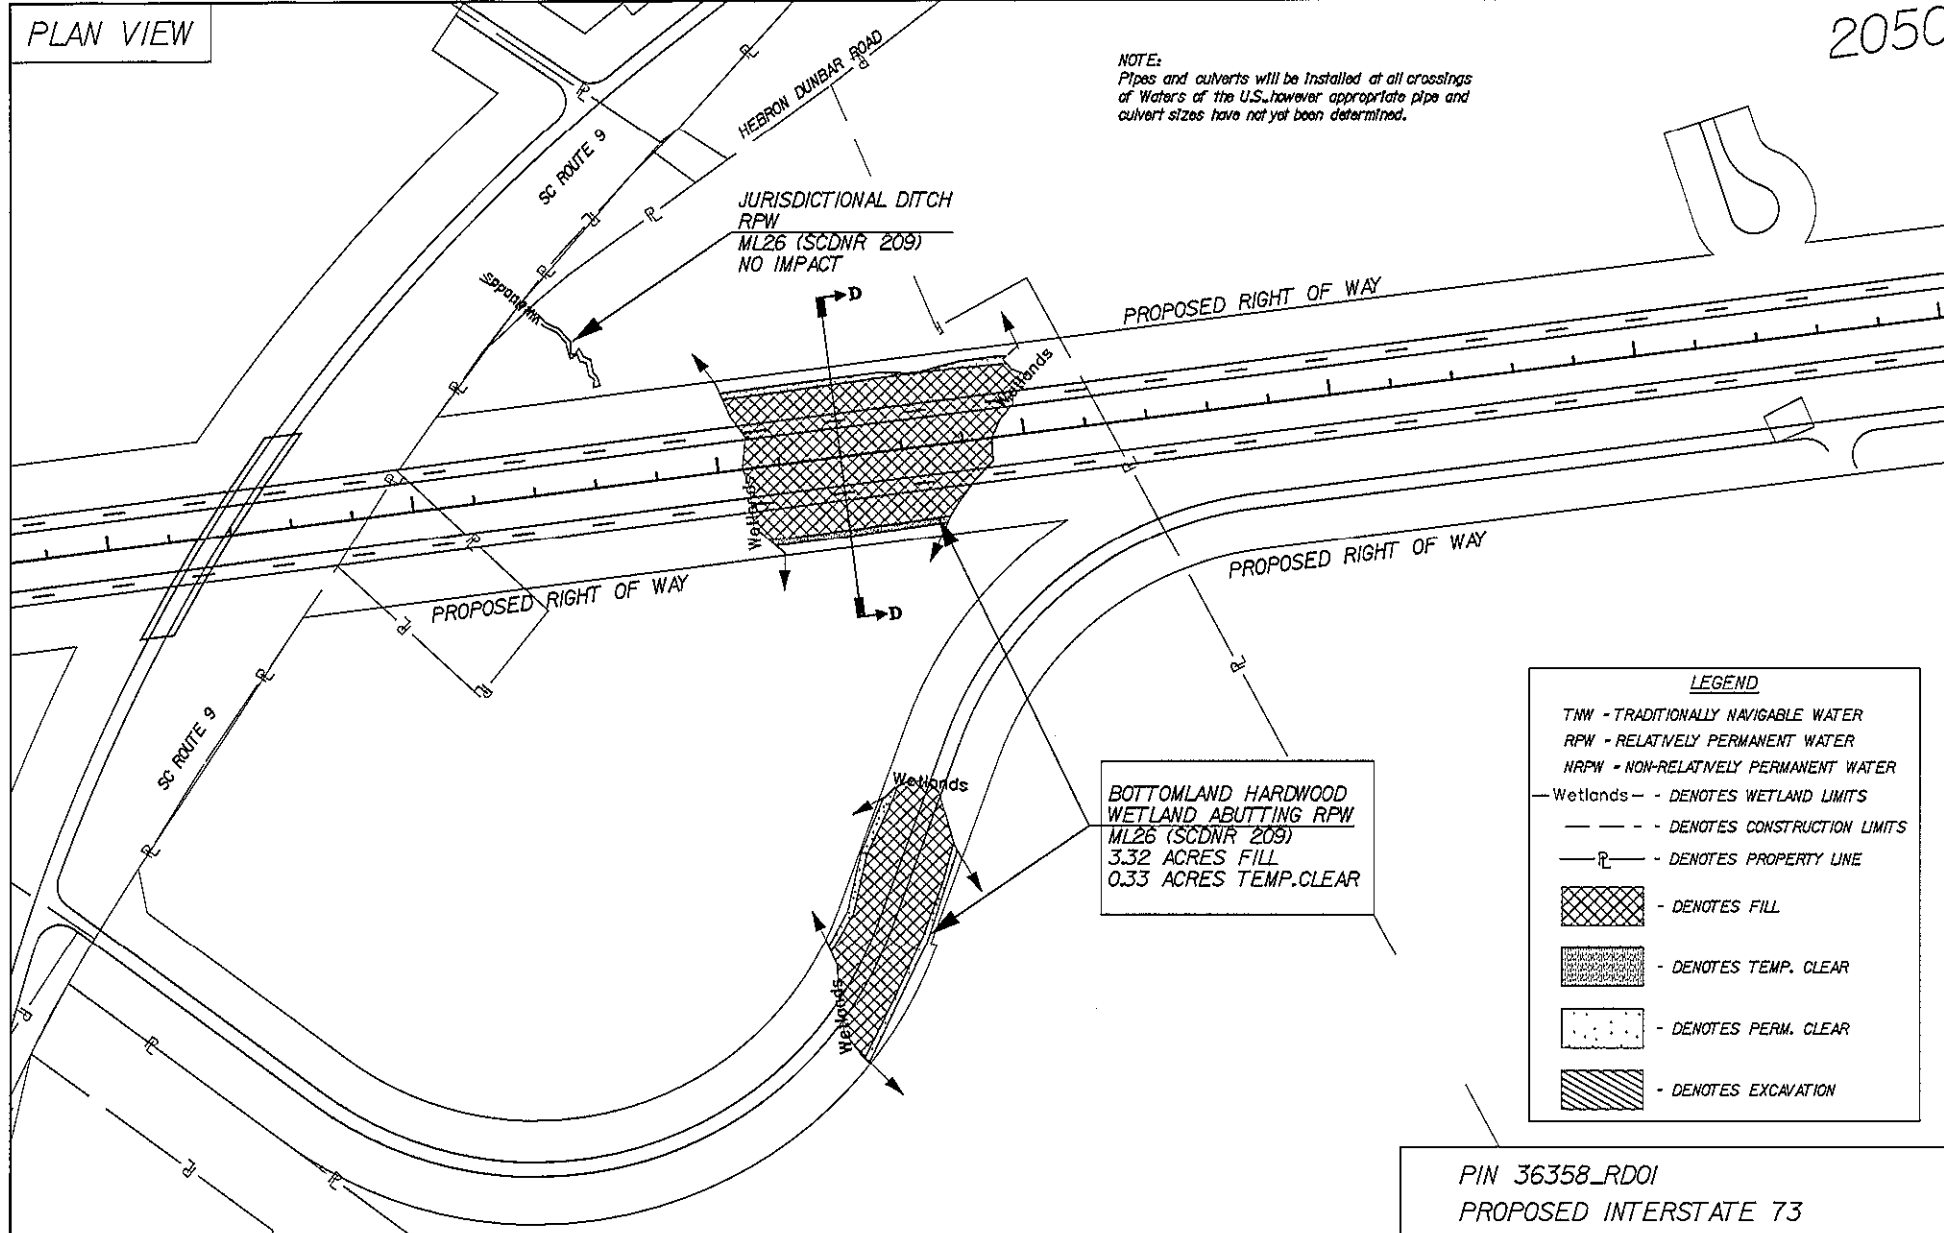 PLAN VIEW
2050
NOTE:
Pipes and culverts will be installed at all crossings
of Waters of the U.S., however appropriate pipe and
culvert sizes have not yet been determined.
HEBRON DUNBAR ROAD
SC ROUTE 9
JURISDICTIONAL DITCH
RPW
ML26 (SCDNR 209)
NO IMPACT
D
PROPOSED RIGHT OF WAY
Wetlands
Wetlands
D
PROPOSED RIGHT OF WAY
PROPOSED RIGHT OF WAY
SC ROUTE 9
Wetlands
Wetlands
BOTTOMLAND HARDWOOD
WETLAND ABUTTING RPW
ML26 (SCDNR 209)
3.32 ACRES FILL
0.33 ACRES TEMP. CLEAR
LEGEND
TNW - TRADITIONALLY NAVIGABLE WATER
RPW - RELATIVELY PERMANENT WATER
NRPW - NON-RELATIVELY PERMANENT WATER
Wetlands - DENOTES WETLAND LIMITS
- DENOTES CONSTRUCTION LIMITS
PL - DENOTES PROPERTY LINE
- DENOTES FILL
- DENOTES TEMP. CLEAR
- DENOTES PERM. CLEAR
- DENOTES EXCAVATION
PIN 36358_RD01
PROPOSED INTERSTATE 73